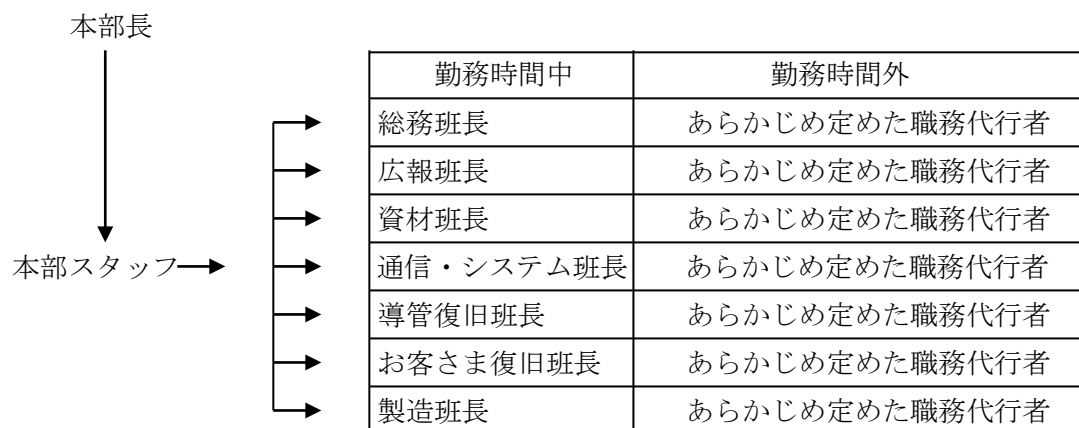 本部長
勤務時間中 勤務時間外
総務班長 あらかじめ定めた職務代行者
広報班長 あらかじめ定めた職務代行者
資材班長 あらかじめ定めた職務代行者
本部スタッフ 通信・システム班長 あらかじめ定めた職務代行者
導管復旧班長 あらかじめ定めた職務代行者
お客さま復旧班長 あらかじめ定めた職務代行者
製造班長 あらかじめ定めた職務代行者